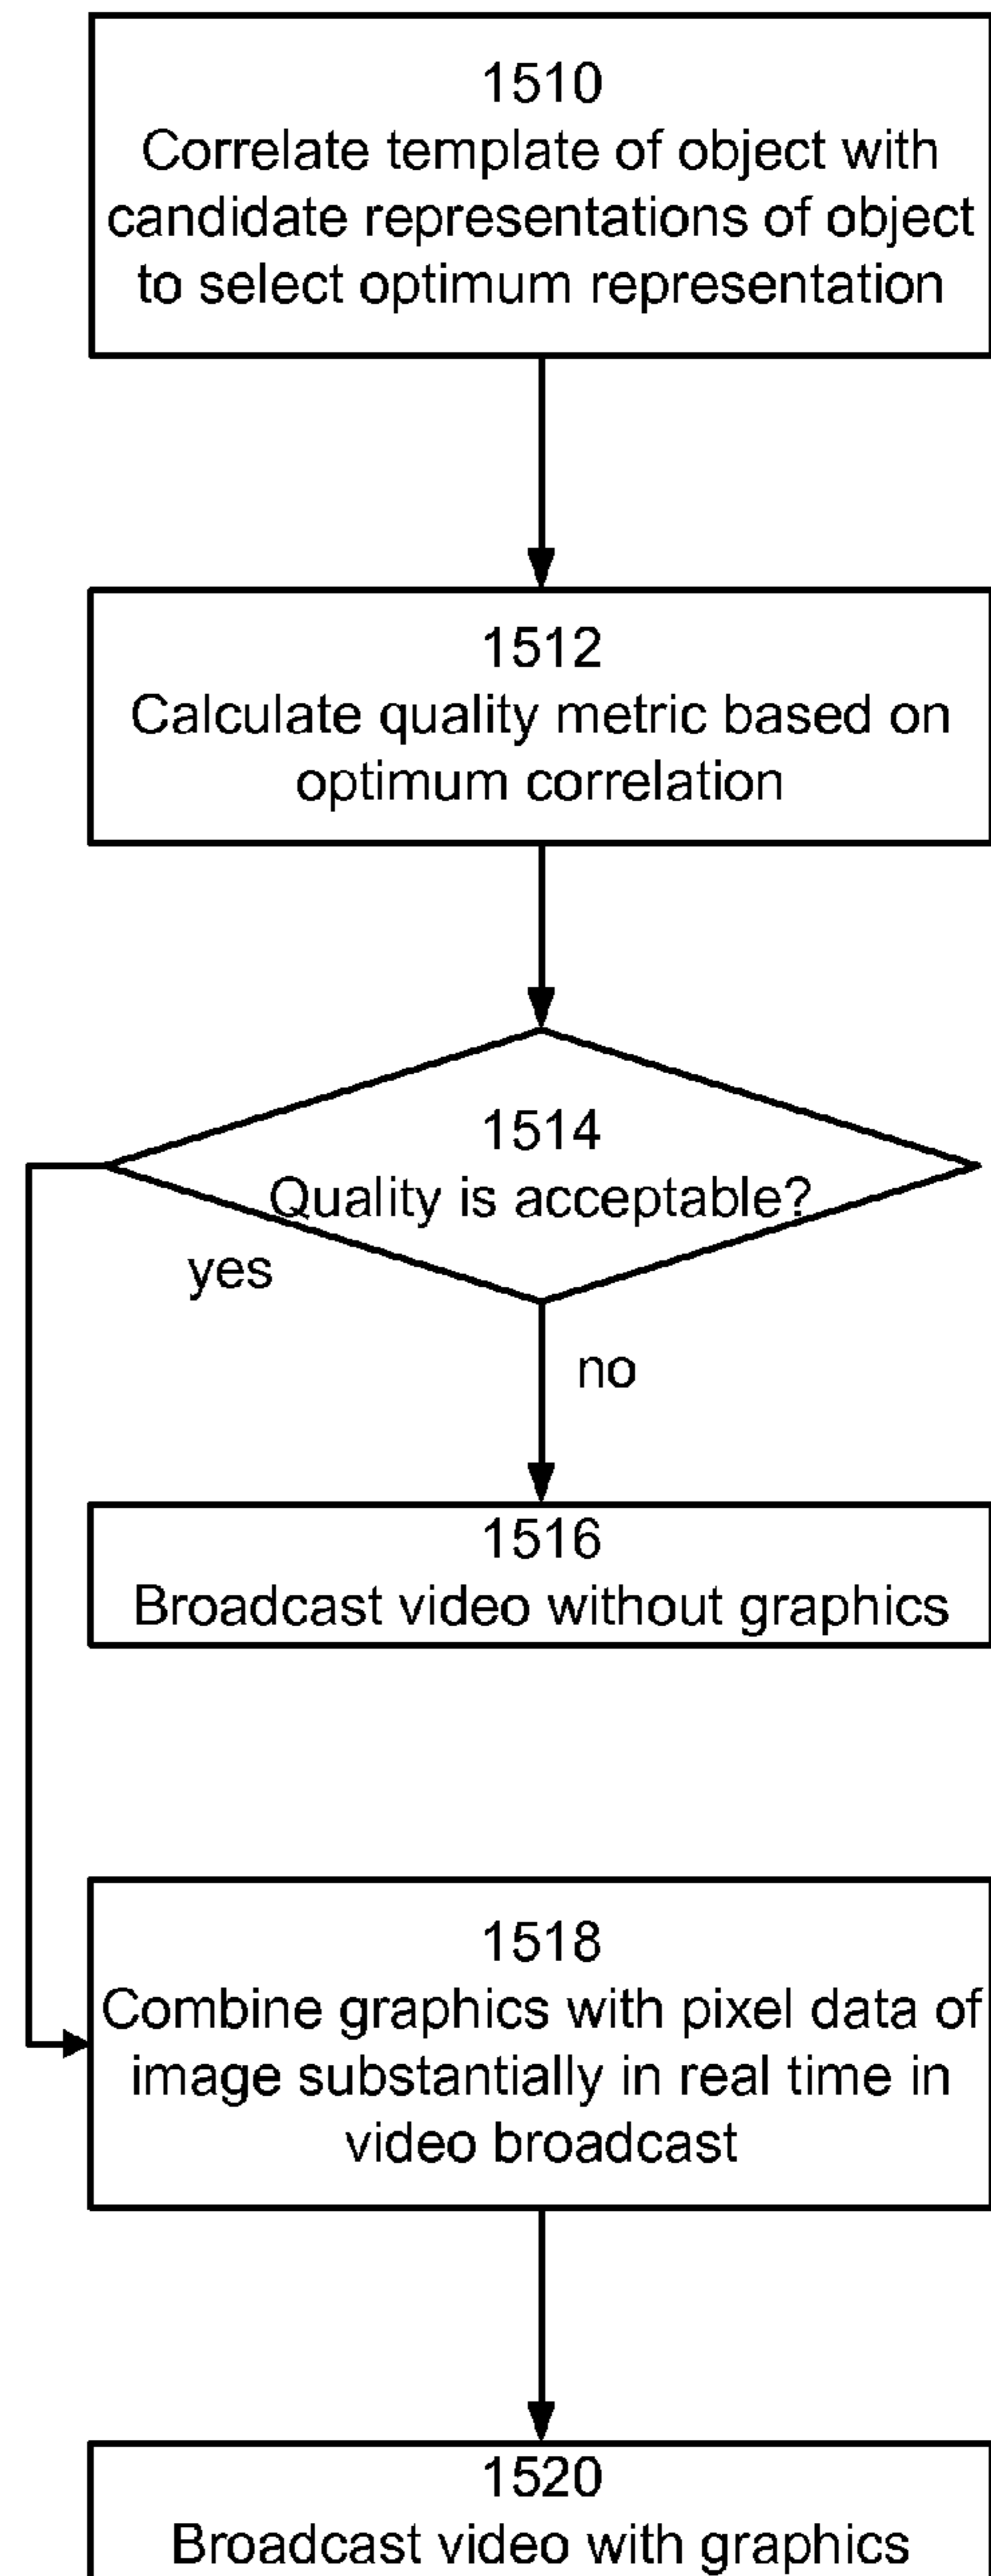 1510
Correlate template of object with
candidate representations of object
to select optimum representation
1512
Calculate quality metric based on
optimum correlation
1514
Quality is acceptable?
yes
no
1516
Broadcast video without graphics
1518
Combine graphics with pixel data of
image substantially in real time in
video broadcast
1520
Broadcast video with graphics